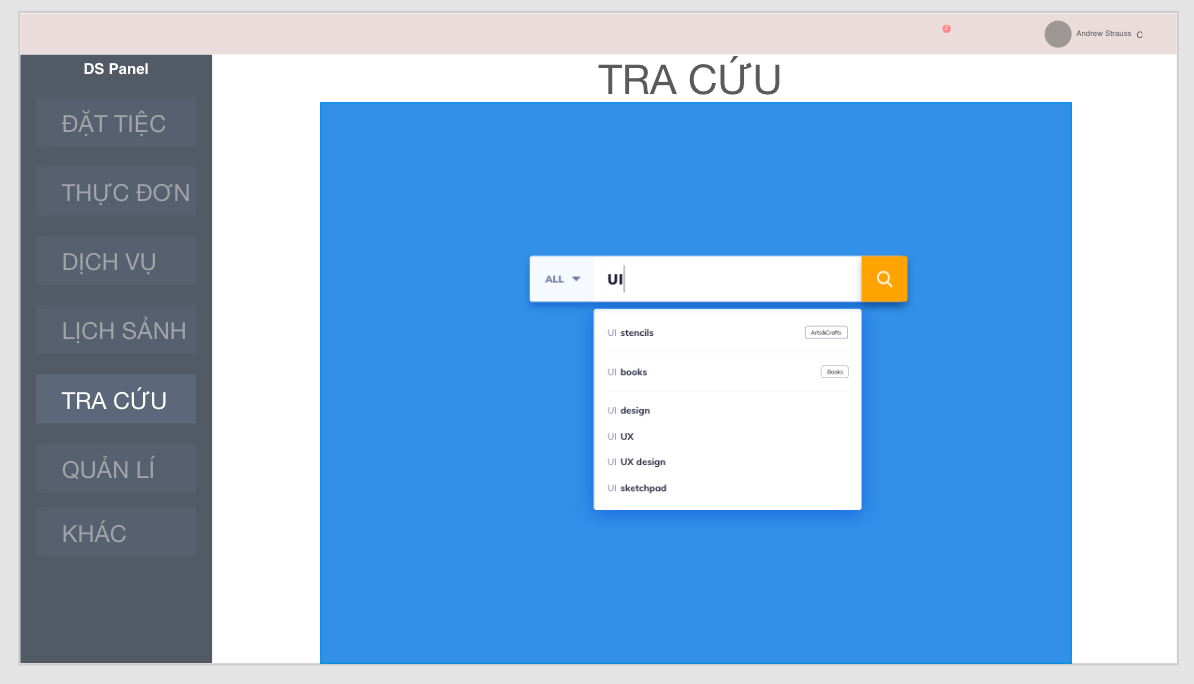 2
Andrew Strauss C
DS Panel
ĐẶT TIỆC
THỰC ĐƠN
DỊCH VỤ
LỊCH SẢNH
TRA CỨU
QUẢN LÍ
KHÁC
TRA CỨU
ALL UI
UI stencils Arts&Crafts
UI books Books
UI design
UI UX
UI UX design
UI sketchpad